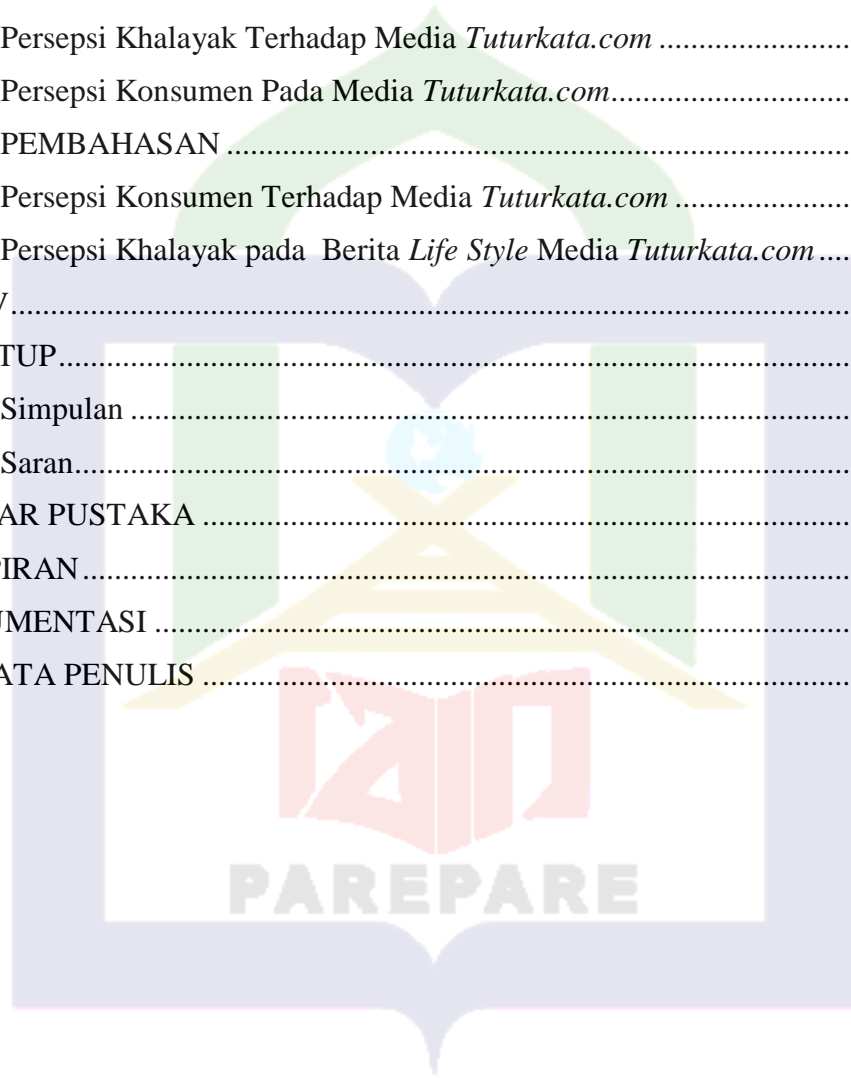 Persepsi Khalayak Terhadap Media Tuturkata.com ........................
Persepsi Konsumen Pada Media Tuturkata.com..............................
PEMBAHASAN ..............................................................................
Persepsi Konsumen Terhadap Media Tuturkata.com ......................
Persepsi Khalayak pada  Berita Life Style Media Tuturkata.com ....
V.........................................................................................................
TUP...................................................................................................
Simpulan ..........................................................................................
Saran.................................................................................................
AR PUSTAKA .................................................................................
PIRAN................................................................................................
UMENTASI .......................................................................................
ATA PENULIS .................................................................................
iain
PAREPARE